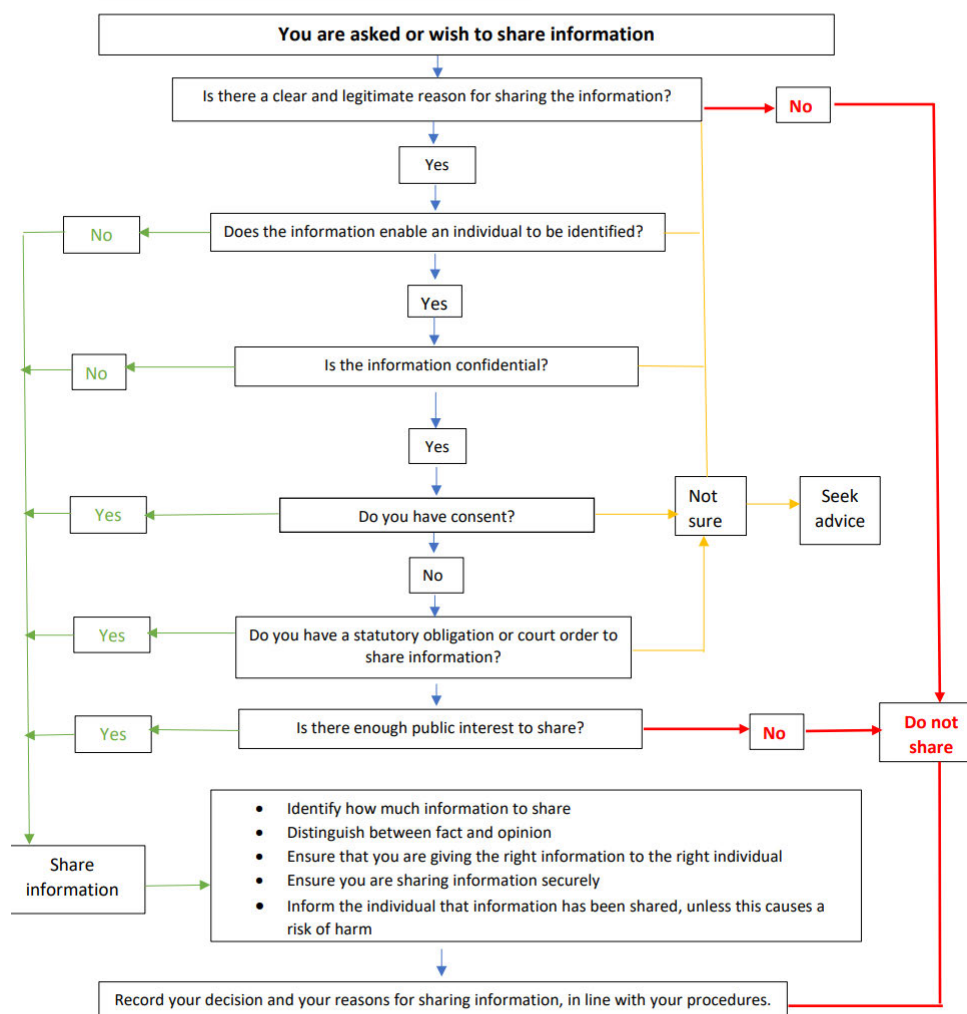 You are asked or wish to share information
Is there a clear and legitimate reason for sharing the information?
No
Yes
No
Does the information enable an individual to be identified?
Yes
No
Is the information confidential?
Yes
Yes
Do you have consent?
Not
sure
Seek
advice
No
Yes
Do you have a statutory obligation or court order to
share information?
Yes
Is there enough public interest to share?
No
Do not
share
Share
information
• Identify how much information to share
• Distinguish between fact and opinion
• Ensure that you are giving the right information to the right individual
• Ensure you are sharing information securely
• Inform the individual that information has been shared, unless this causes a
risk of harm
Record your decision and your reasons for sharing information, in line with your procedures.